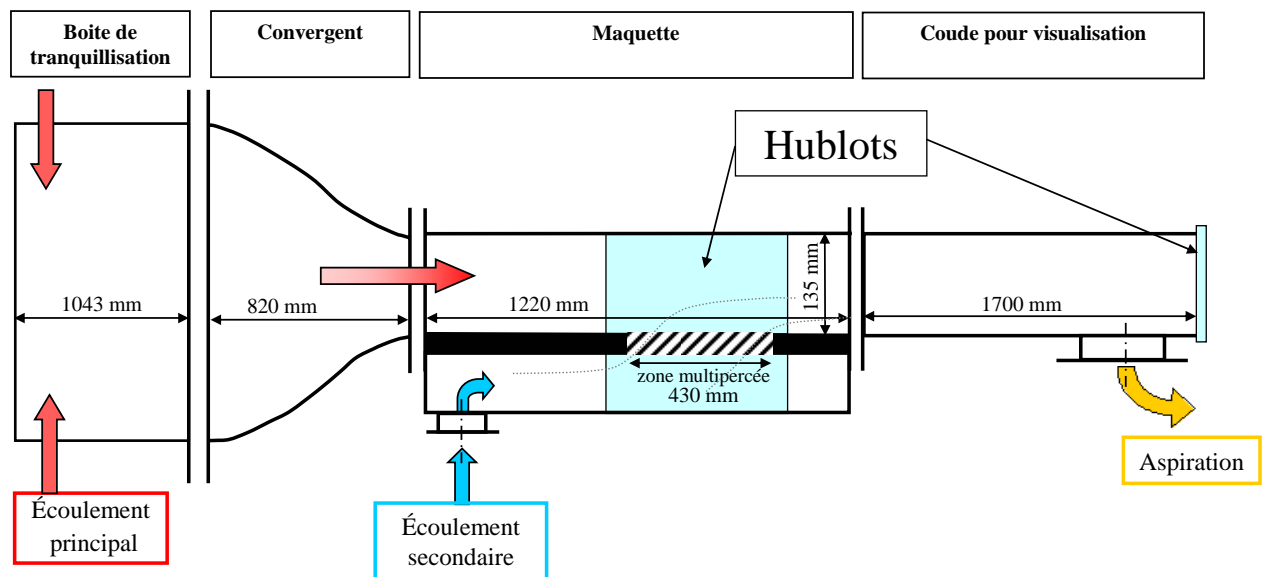 Boite de
tranquillisation
Convergent
Maquette
Coude pour visualisation
Hublots
1043 mm
820 mm
1220 mm
135 mm
1700 mm
zone multipercée
430 mm
Aspiration
Écoulement
principal
Écoulement
secondaire